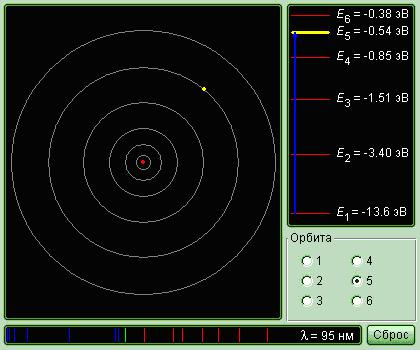 E6 = -0.38 эВ
E5 = -0.54 эВ
E4 = -0.85 эВ
E3 = -1.51 эВ
E2 = -3.40 эВ
E1 = -13.6 эВ
Орбита
1 4
2 5
3 6
λ = 95 нм
Сброс